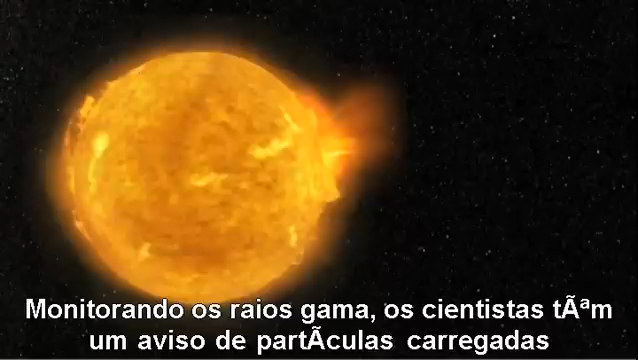 Monitorando os raios gama, os cientistas tÃªm
um aviso de partÃculas carregadas